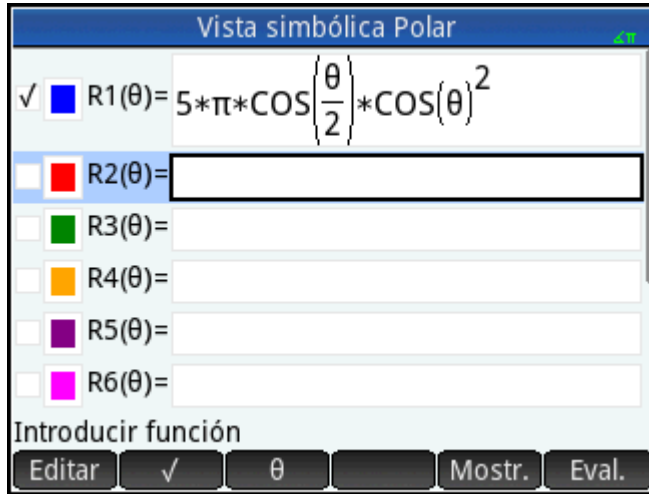 Vista simbólica Polar
∡π
√ R1(θ)= 5*π*COS(θ/2)*COS(θ)²
R2(θ)=
R3(θ)=
R4(θ)=
R5(θ)=
R6(θ)=
Introducir función
Editar √ θ Mostr. Eval.